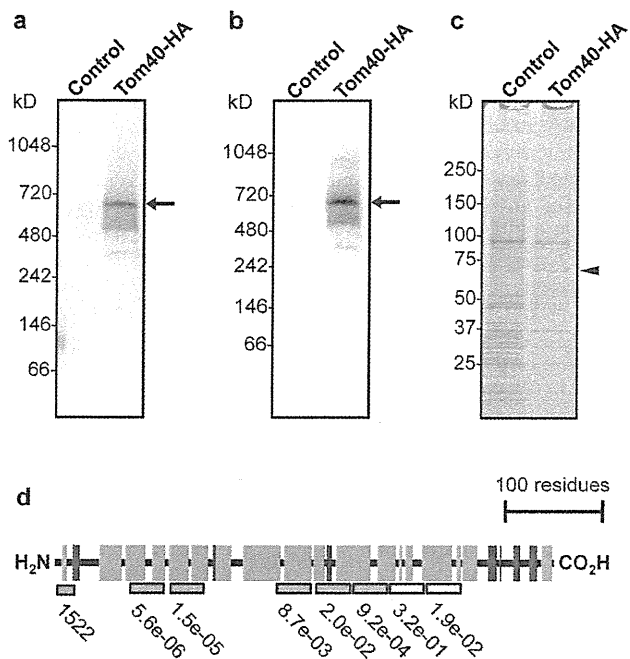 a
b
c
Control
Tom40-HA
Control
Tom40-HA
Control
Tom40-HA
kD
kD
kD
1048
720
480
242
146
66
1048
720
480
242
146
66
250
150
100
75
50
37
25
d
100 residues
H₂N
CO₂H
1522
5.6e-06
1.5e-05
8.7e-03
2.0e-02
9.2e-04
3.2e-01
1.9e-02